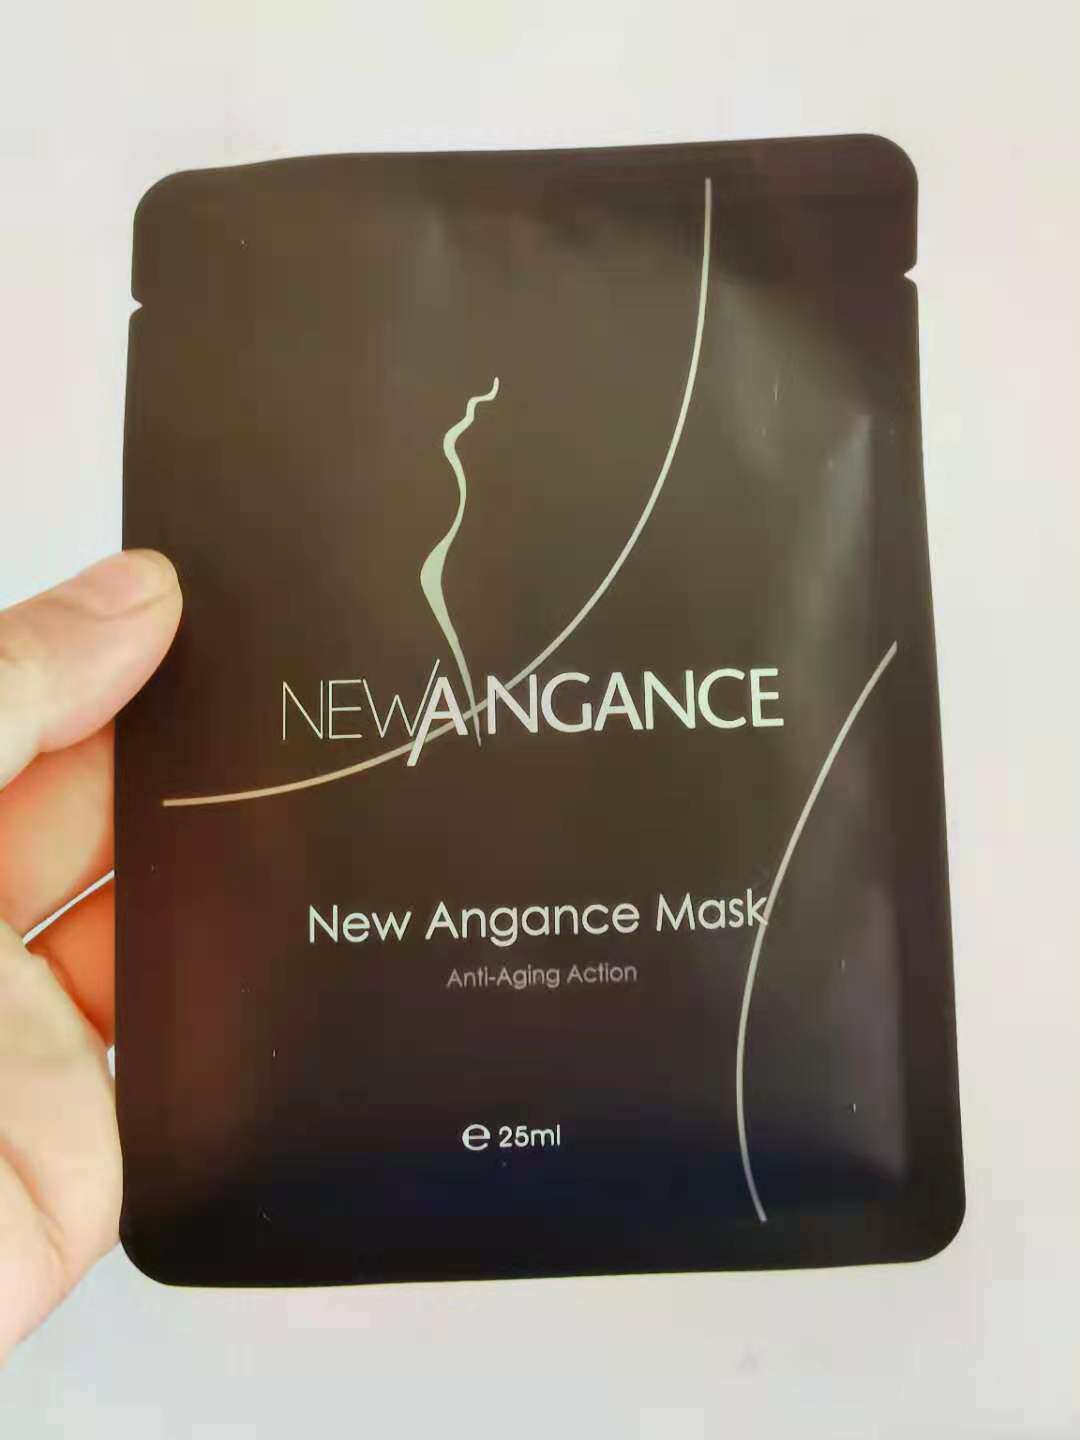 NEWANGANCE
New Angance Mask
Anti-Aging Action
℮ 25ml